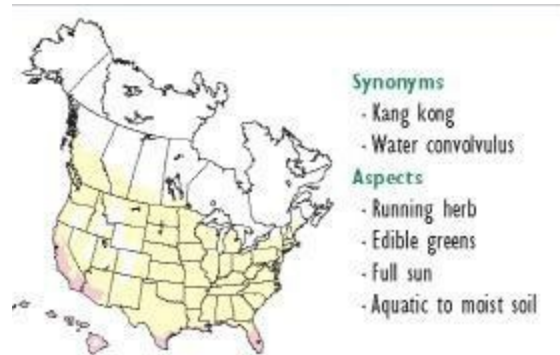 Synonyms
- Kang kong
- Water convolvulus
Aspects
- Running herb
- Edible greens
- Full sun
- Aquatic to moist soil